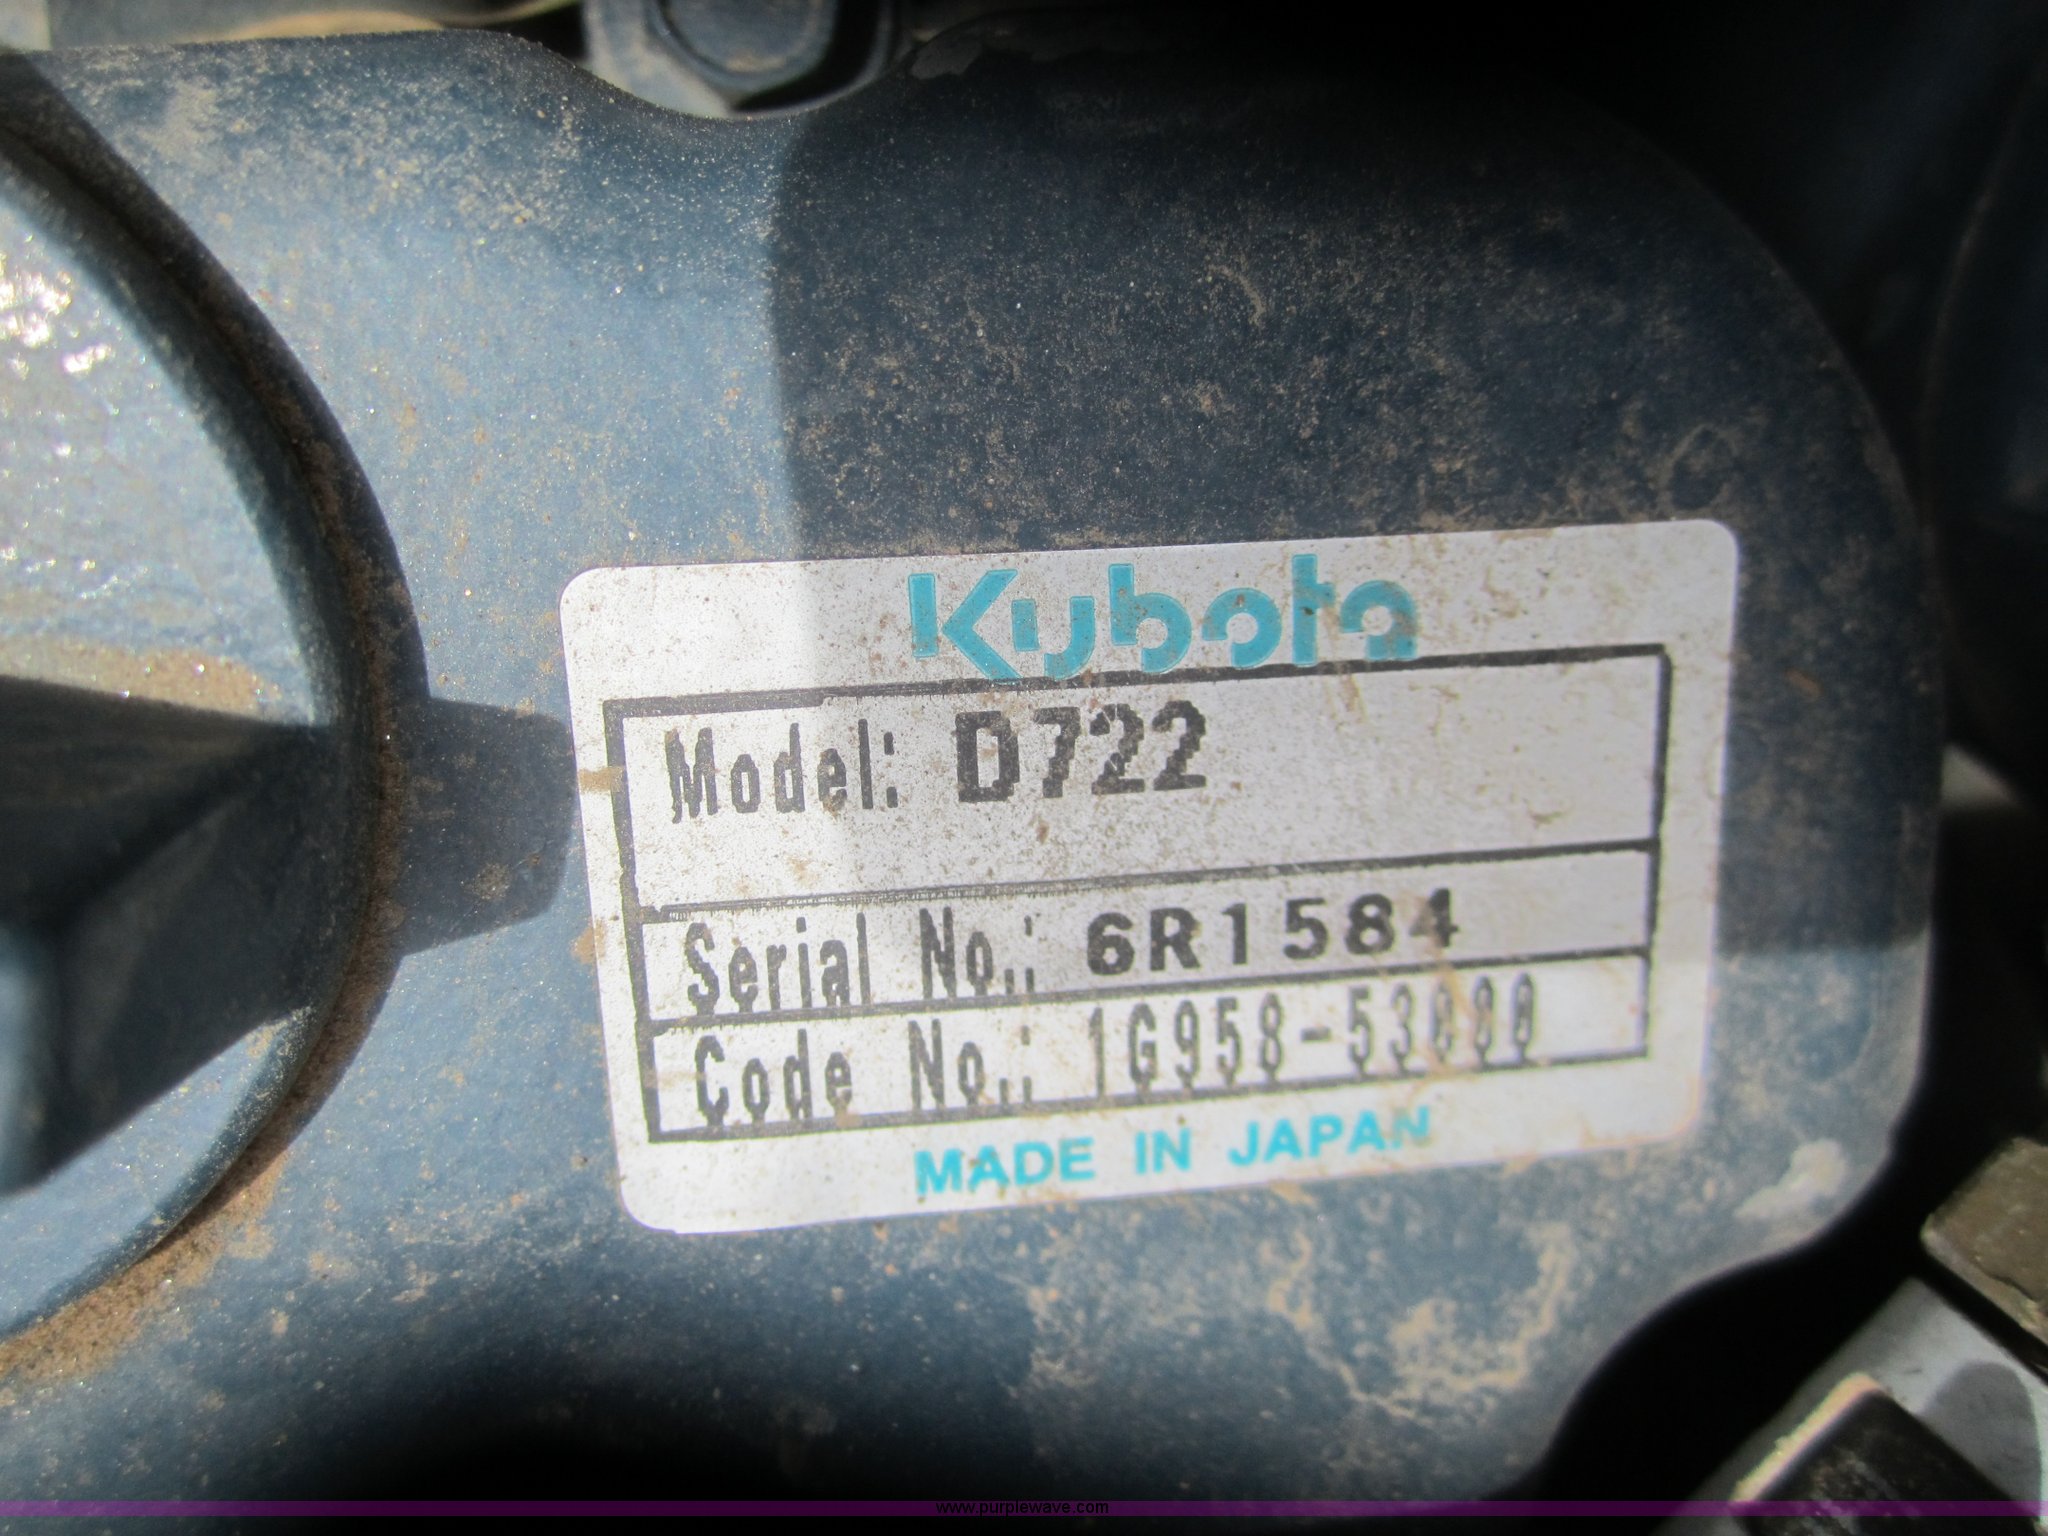 Kubota
Model: D722
Serial No.: 6R1584
Code No.: 1G958-53000
MADE IN JAPAN
www.purplewave.com